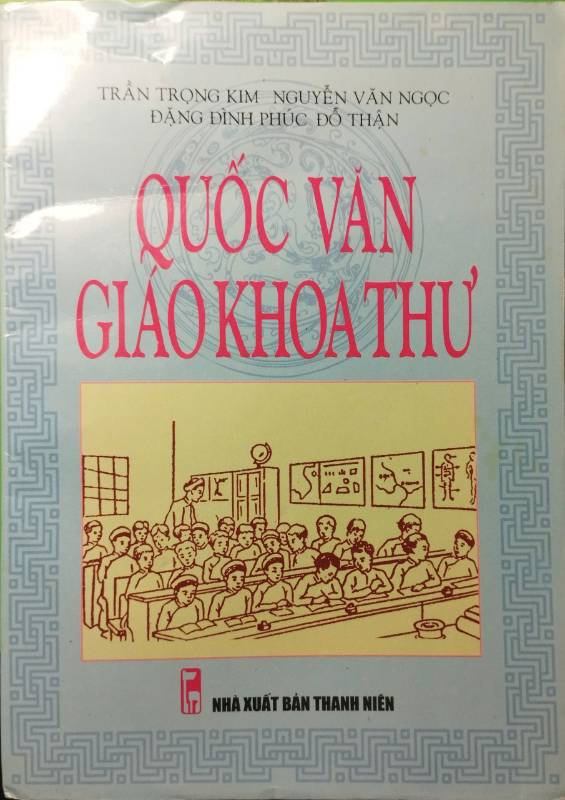 TRẦN TRỌNG KIM NGUYỄN VĂN NGỌC
ĐẶNG ĐÌNH PHÚC ĐỖ THẬN
QUỐC VĂN
GIÁO KHOA THƯ
NHÀ XUẤT BẢN THANH NIÊN